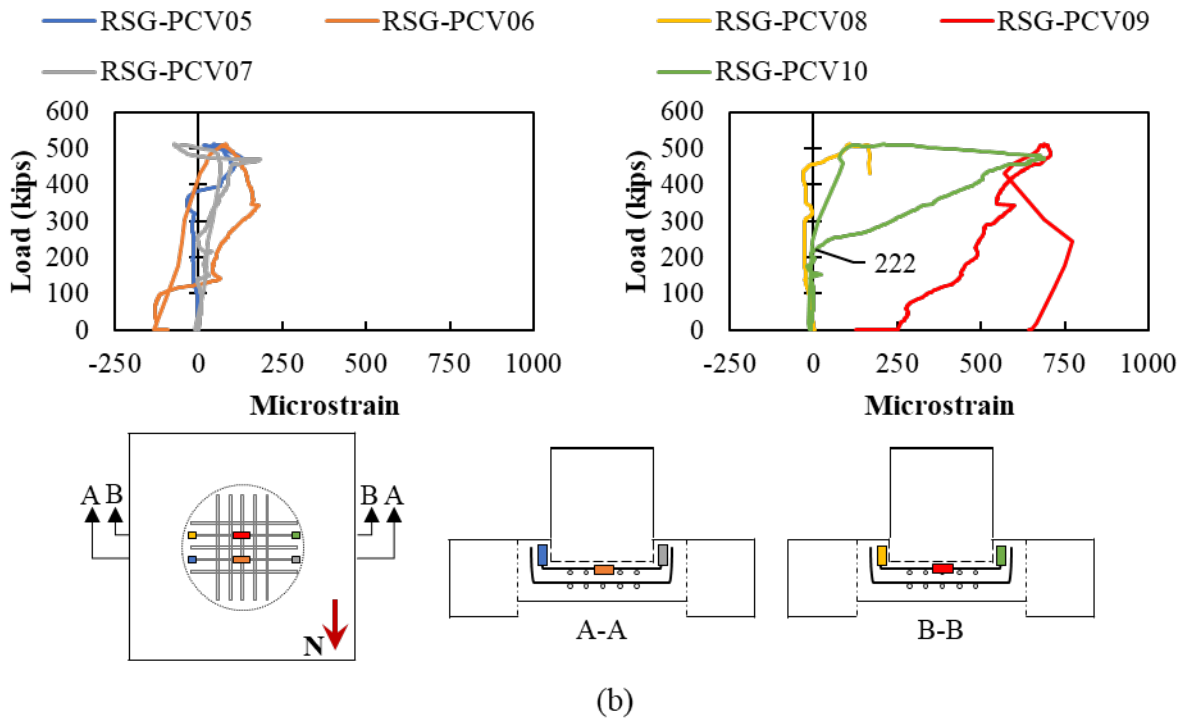 RSG-PCV05 RSG-PCV06 RSG-PCV08 RSG-PCV09
RSG-PCV07 RSG-PCV10
600 600
500 500
400 400
300 300
200 200
222
100 100
0 0
Load (kips) Load (kips)
-250 0 250 500 750 1000 -250 0 250 500 750 1000
Microstrain Microstrain
A B B A
N
A-A B-B
(b)